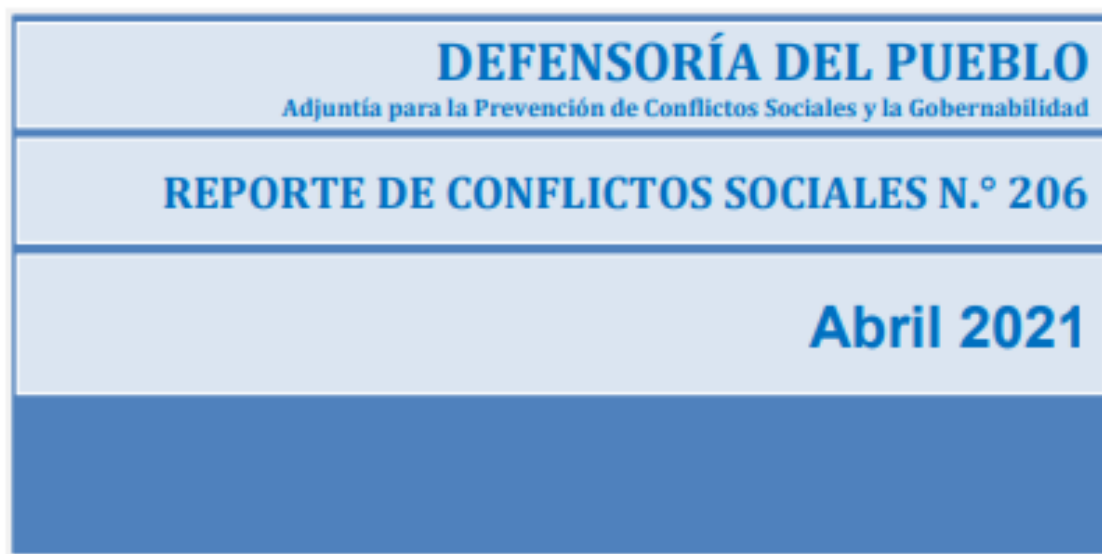 DEFENSORÍA DEL PUEBLO
Adjuntía para la Prevención de Conflictos Sociales y la Gobernabilidad
REPORTE DE CONFLICTOS SOCIALES N.° 206
Abril 2021